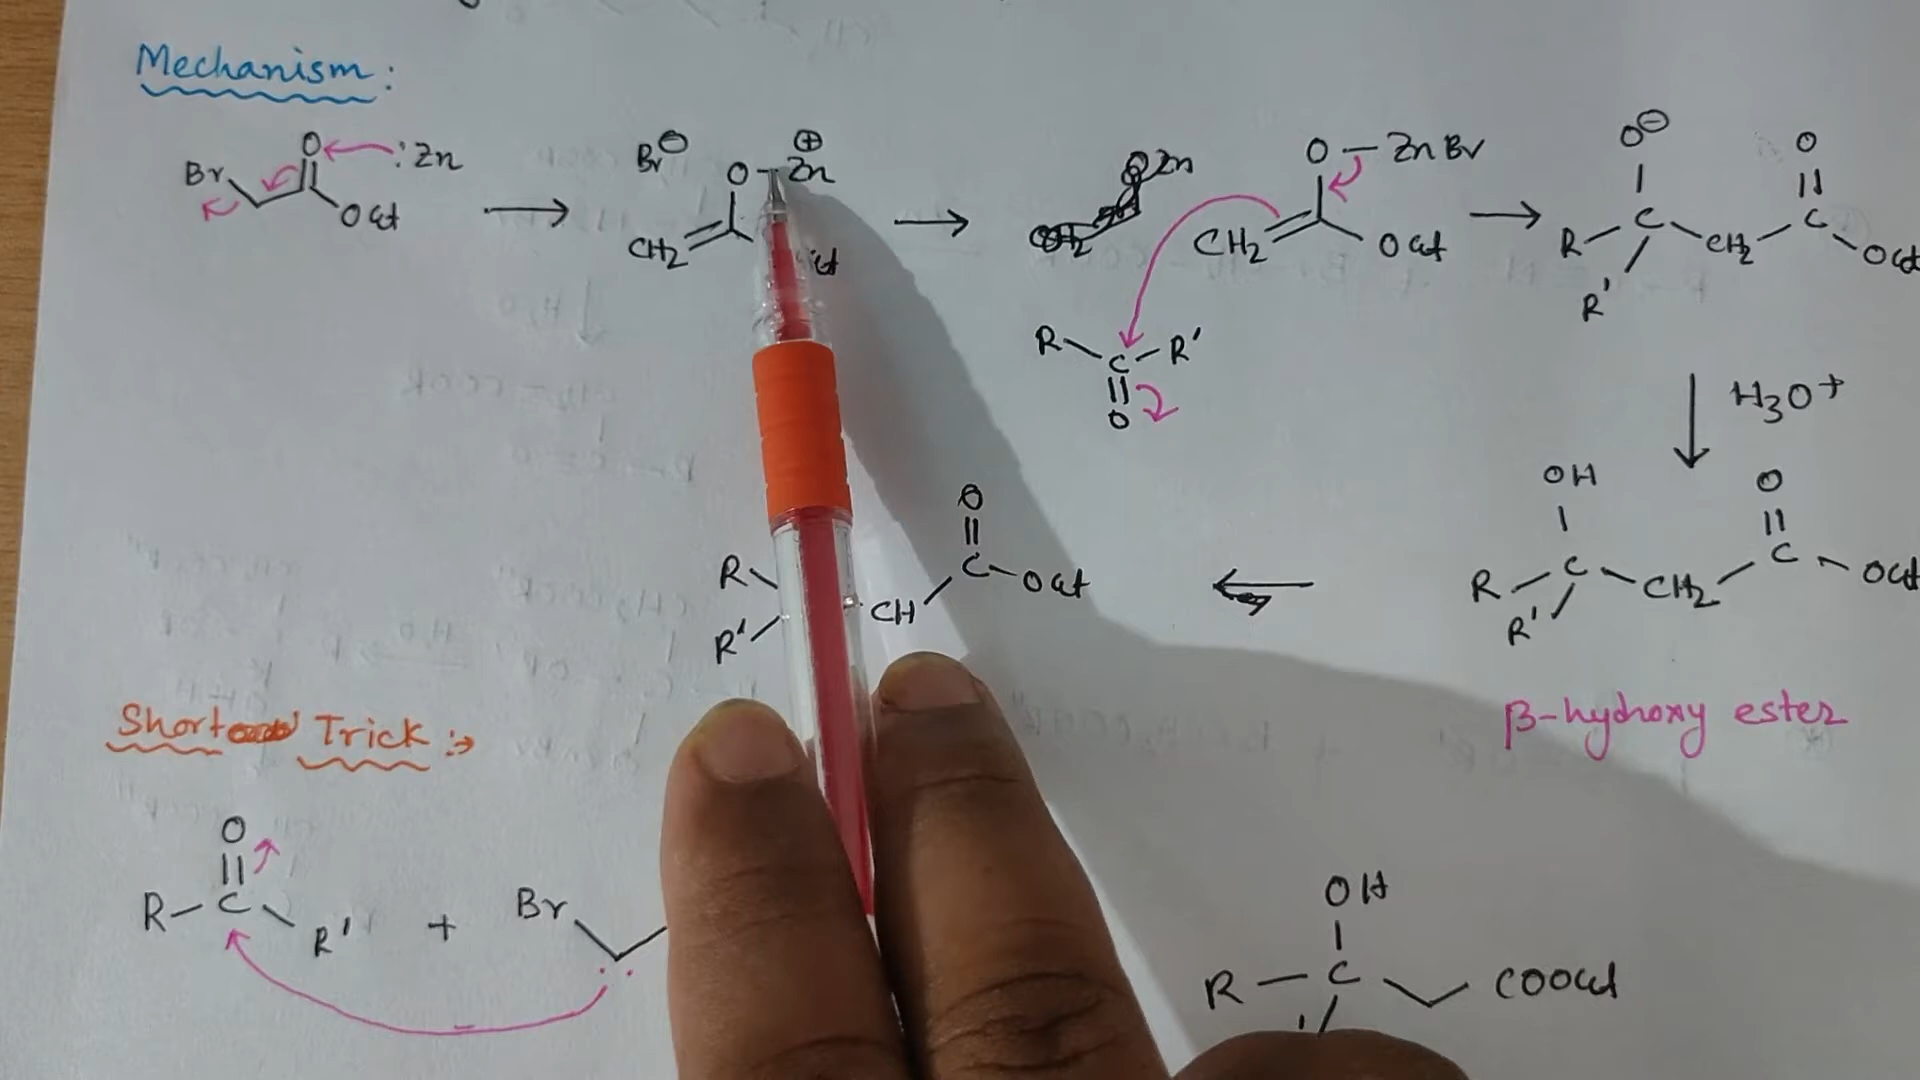 Mechanism:
Br O :Zn OEt
Br⊖ O-Zn⊕ CH2
O-ZnBr CH2 OEt
O⊖ O
R C CH2 C OEt
R'
R C R'
O
H3O+
OH O
R C CH2 C OEt
R'
O
R CH C OEt
R'
β-hydroxy ester
Short Trick :→
O
R-C R' + Br
OH
R-C COOEt